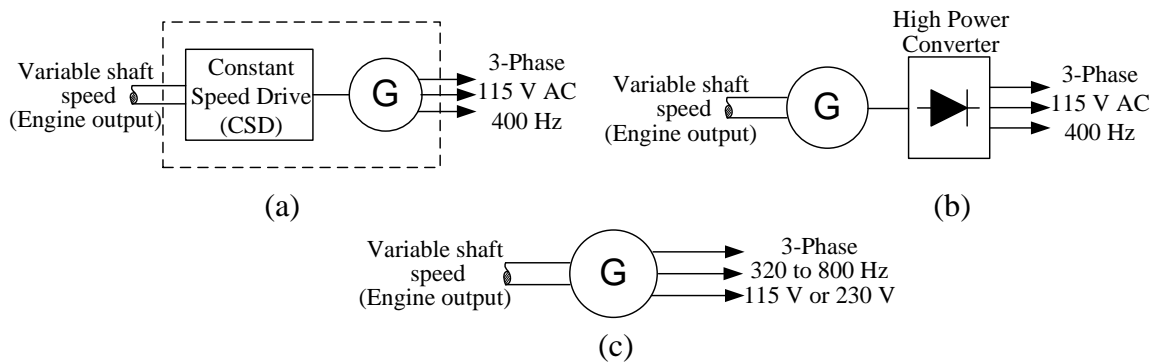 Variable shaft
speed
(Engine output)
Constant
Speed Drive
(CSD)
G
3-Phase
115 V AC
400 Hz
(a)
Variable shaft
speed
(Engine output)
G
High Power
Converter
3-Phase
115 V AC
400 Hz
(b)
Variable shaft
speed
(Engine output)
G
3-Phase
320 to 800 Hz
115 V or 230 V
(c)